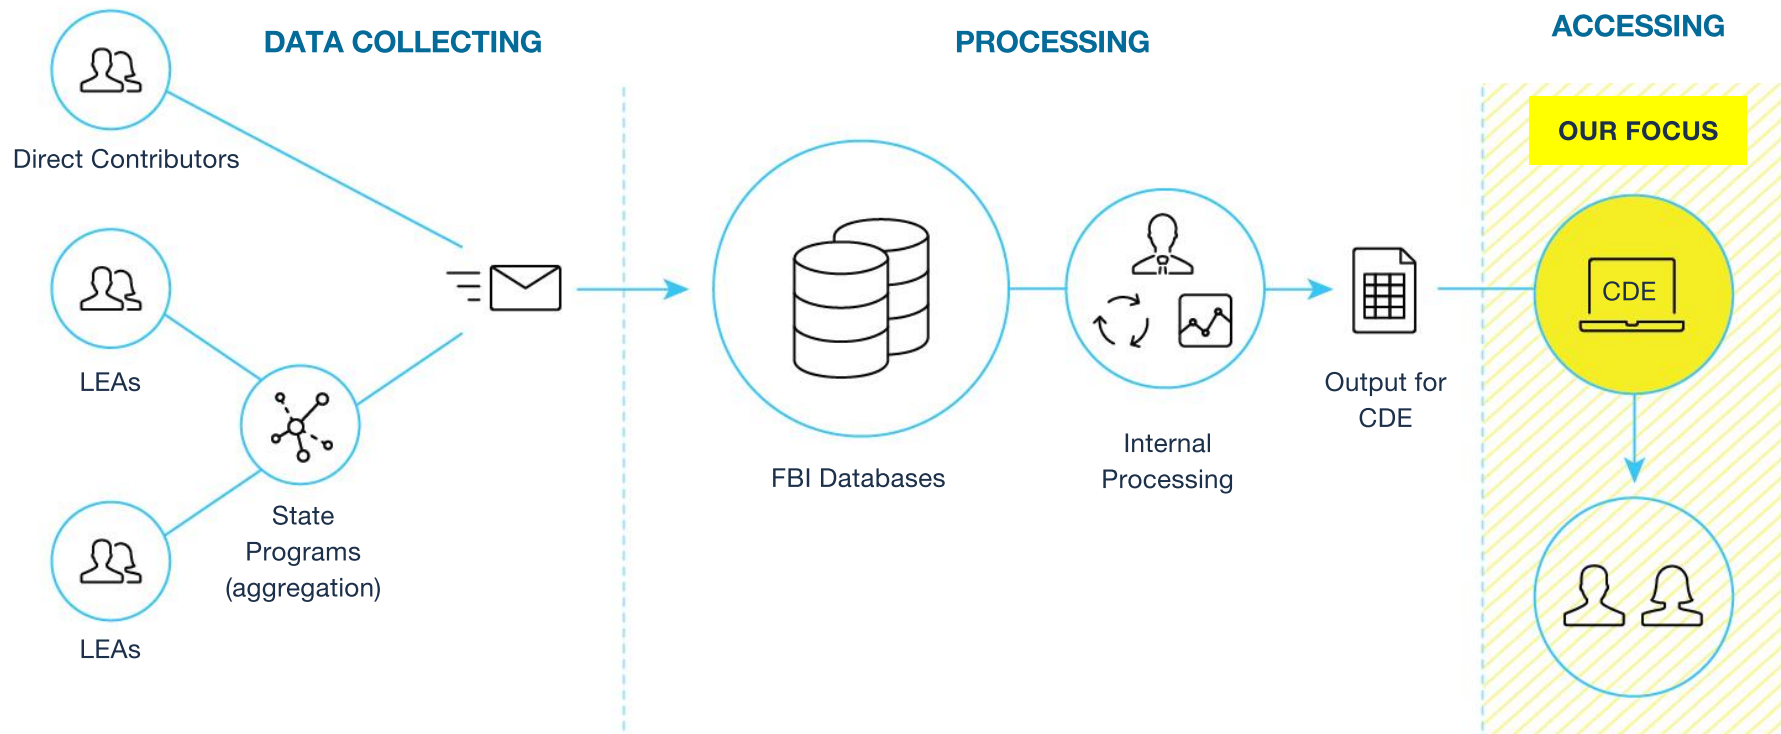 DATA COLLECTING
PROCESSING
ACCESSING
OUR FOCUS
Direct Contributors
LEAs
State
Programs
(aggregation)
LEAs
FBI Databases
Internal
Processing
Output for
CDE
CDE